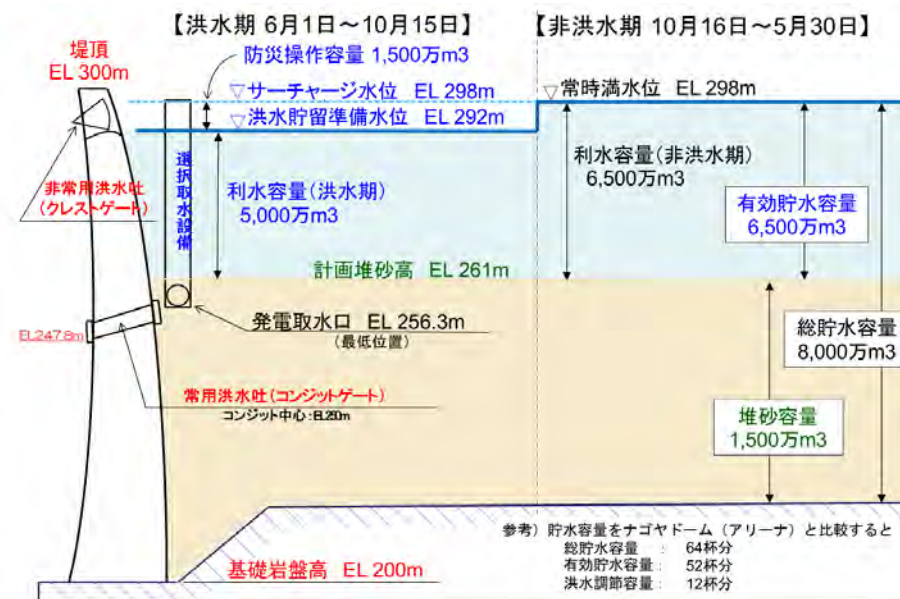 【洪水期 6月1日～10月15日】
【非洪水期 10月16日～5月30日】
堤頂
EL 300m
防災操作容量 1,500万m3
▽サーチャージ水位 EL 298m
▽常時満水位 EL 298m
▽洪水貯留準備水位 EL 292m
選択取水設備
非常用洪水吐
(クレストゲート)
利水容量(洪水期)
5,000万m3
利水容量(非洪水期)
6,500万m3
有効貯水容量
6,500万m3
計画堆砂高 EL 261m
発電取水口 EL 256.3m
(最低位置)
EL247.8m
総貯水容量
8,000万m3
常用洪水吐(コンジットゲート)
コンジット中心:EL250m
堆砂容量
1,500万m3
参考）貯水容量をナゴヤドーム（アリーナ）と比較すると
総貯水容量 : 64杯分
有効貯水容量: 52杯分
洪水調節容量: 12杯分
基礎岩盤高 EL 200m